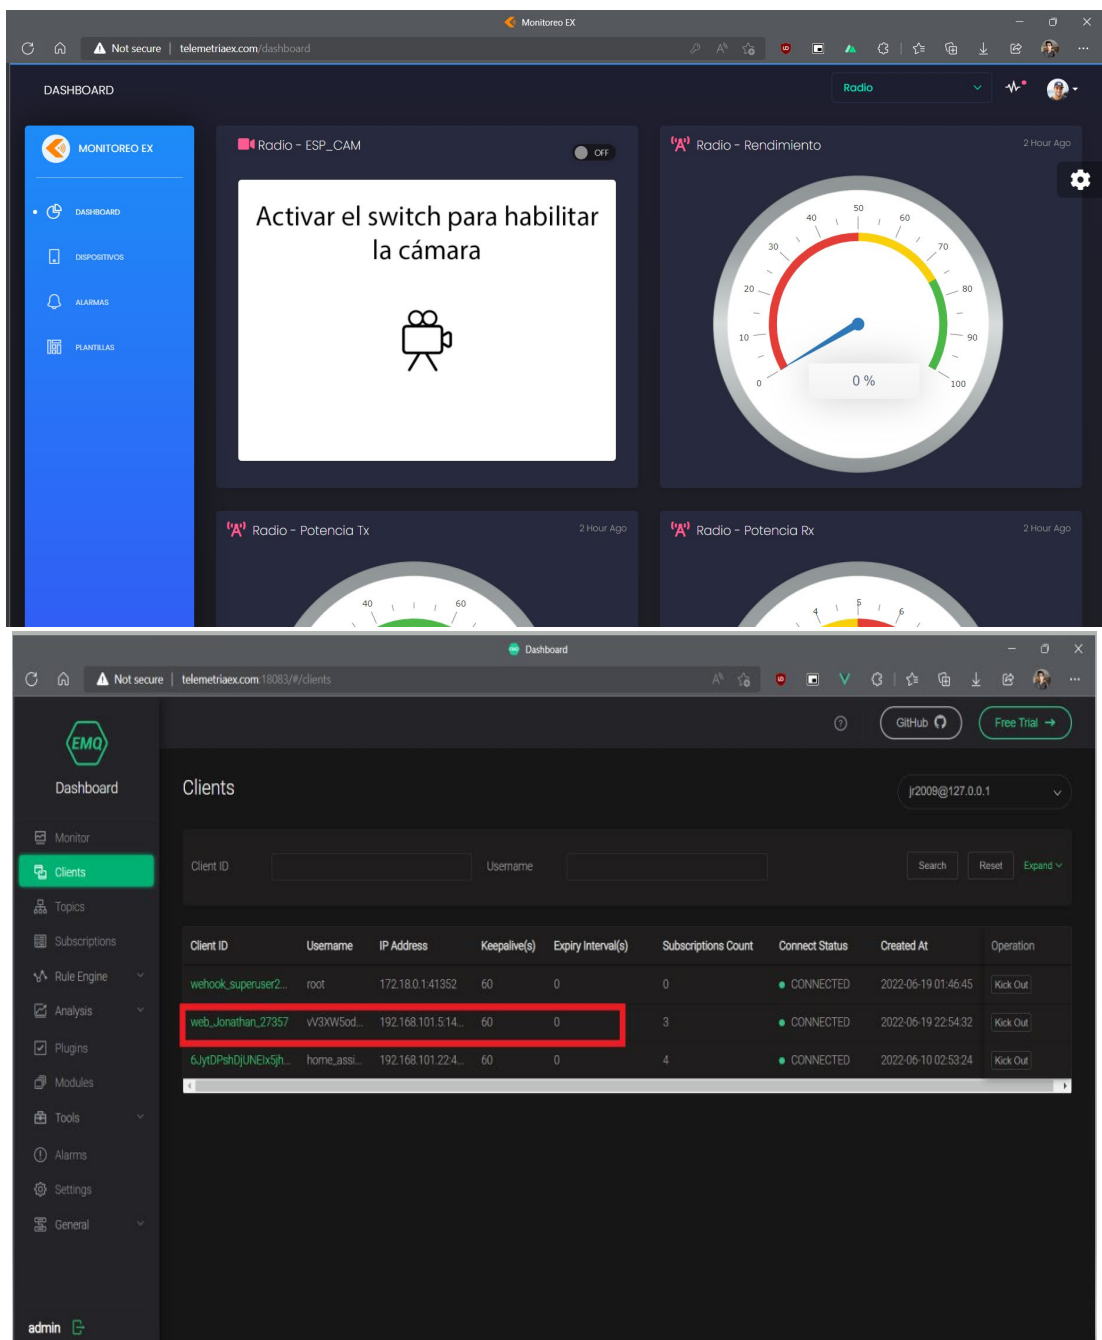 Monitoreo EX
Not secure | telemetriaex.com/dashboard
DASHBOARD
Radio
MONITOREO EX
DASHBOARD
DISPOSITIVOS
ALARMAS
PLANTILLAS
Radio - ESP_CAM
OFF
Activar el switch para habilitar
la cámara
Radio - Rendimiento
2 Hour Ago
0 10 20 30 40 50 60 70 80 90 100
0 %
Radio - Potencia Tx
2 Hour Ago
40 60
Radio - Potencia Rx
2 Hour Ago
4 5 6
Dashboard
Not secure | telemetriaex.com:18083/#/clients
EMQ
Dashboard
GitHub
Free Trial →
Monitor
Clients
Topics
Subscriptions
Rule Engine
Analysis
Plugins
Modules
Tools
Alarms
Settings
General
admin
Clients
jr2009@127.0.0.1
Client ID
Username
Search
Reset
Expand
Client ID Username IP Address Keepalive(s) Expiry Interval(s) Subscriptions Count Connect Status Created At Operation
wehook_superuser2... root 172.18.0.1:41352 60 0 0 CONNECTED 2022-06-19 01:46:45 Kick Out
web_Jonathan_27357 vV3XW5od... 192.168.101.5:14... 60 0 3 CONNECTED 2022-06-19 22:54:32 Kick Out
6JytDPshDjUNEIx5jh... home_assi... 192.168.101.22:4... 60 0 4 CONNECTED 2022-06-10 02:53:24 Kick Out